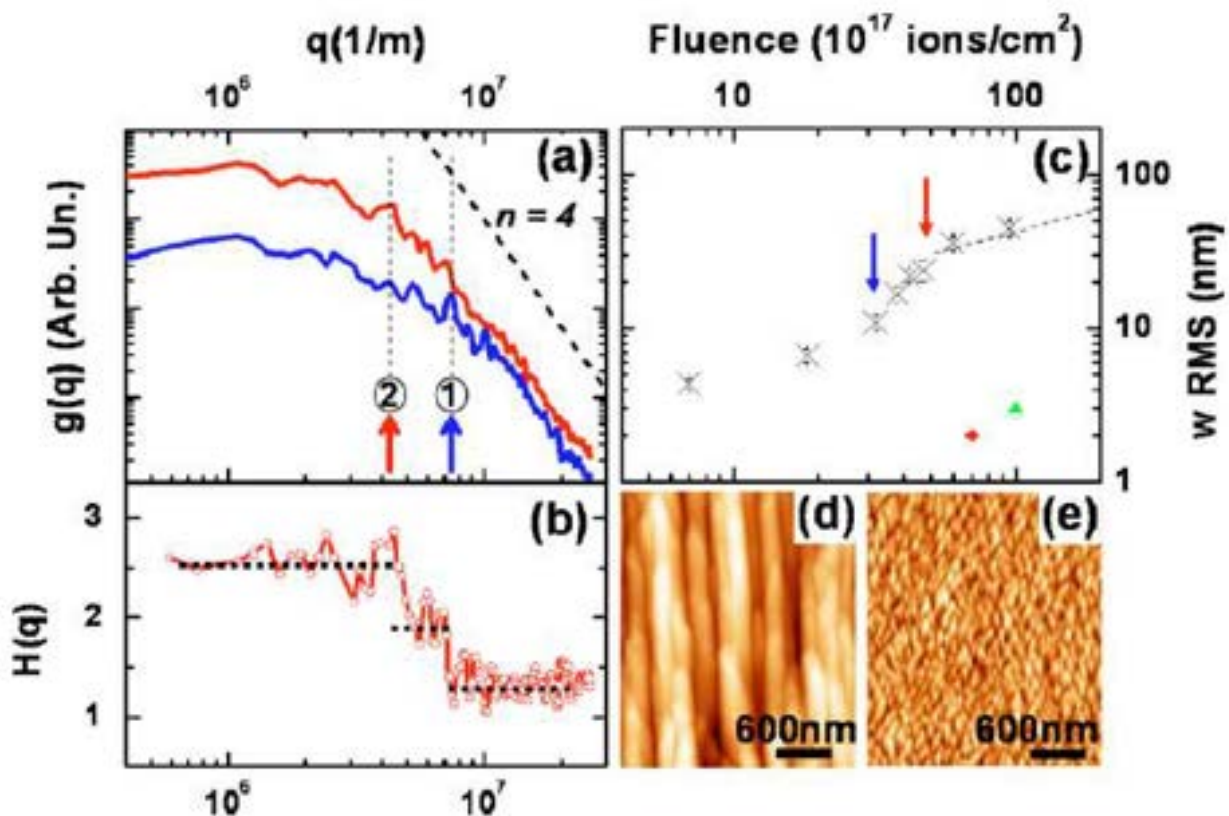 q(1/m)
10⁶ 10⁷
g(q) (Arb. Un.)
(a)
n = 4
2 1
3
2
1
H(q)
(b)
10⁶ 10⁷
Fluence (10¹⁷ ions/cm²)
10 100
(c)
100
10
1
w RMS (nm)
(d)
600nm
(e)
600nm